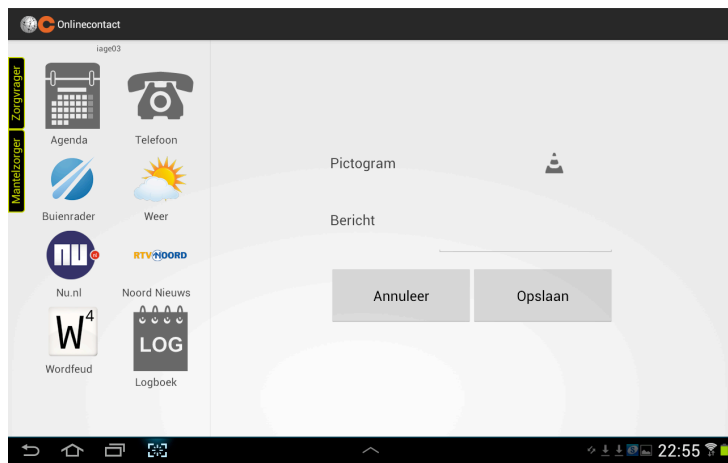 Onlinecontact
iage03
Zorgvrager
Mantelzorger
Agenda
Telefoon
Buienrader
Weer
nu
RTV NOORD
Nu.nl
Noord Nieuws
W4
LOG
Wordfeud
Logboek
Pictogram
Bericht
Annuleer
Opslaan
22:55